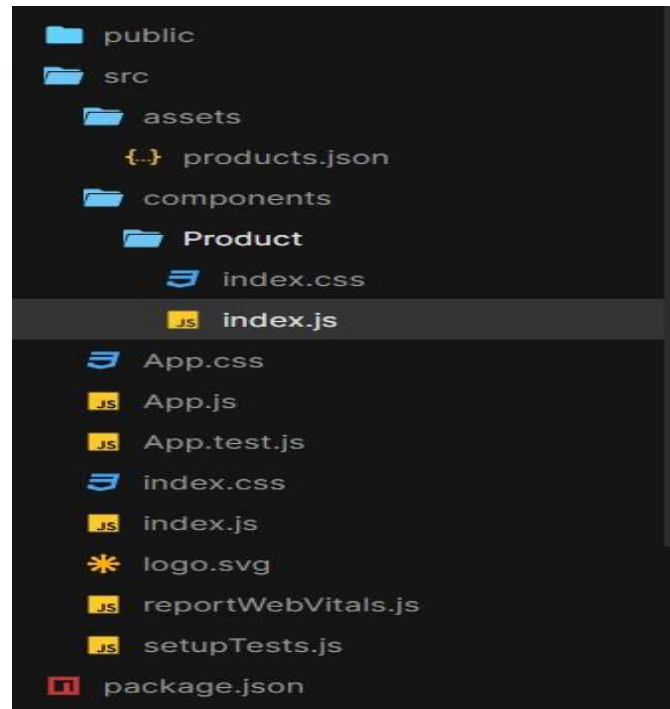 public
src
assets
{...} products.json
components
Product
index.css
JS index.js
App.css
JS App.js
JS App.test.js
index.css
JS index.js
logo.svg
JS reportWebVitals.js
JS setupTests.js
package.json